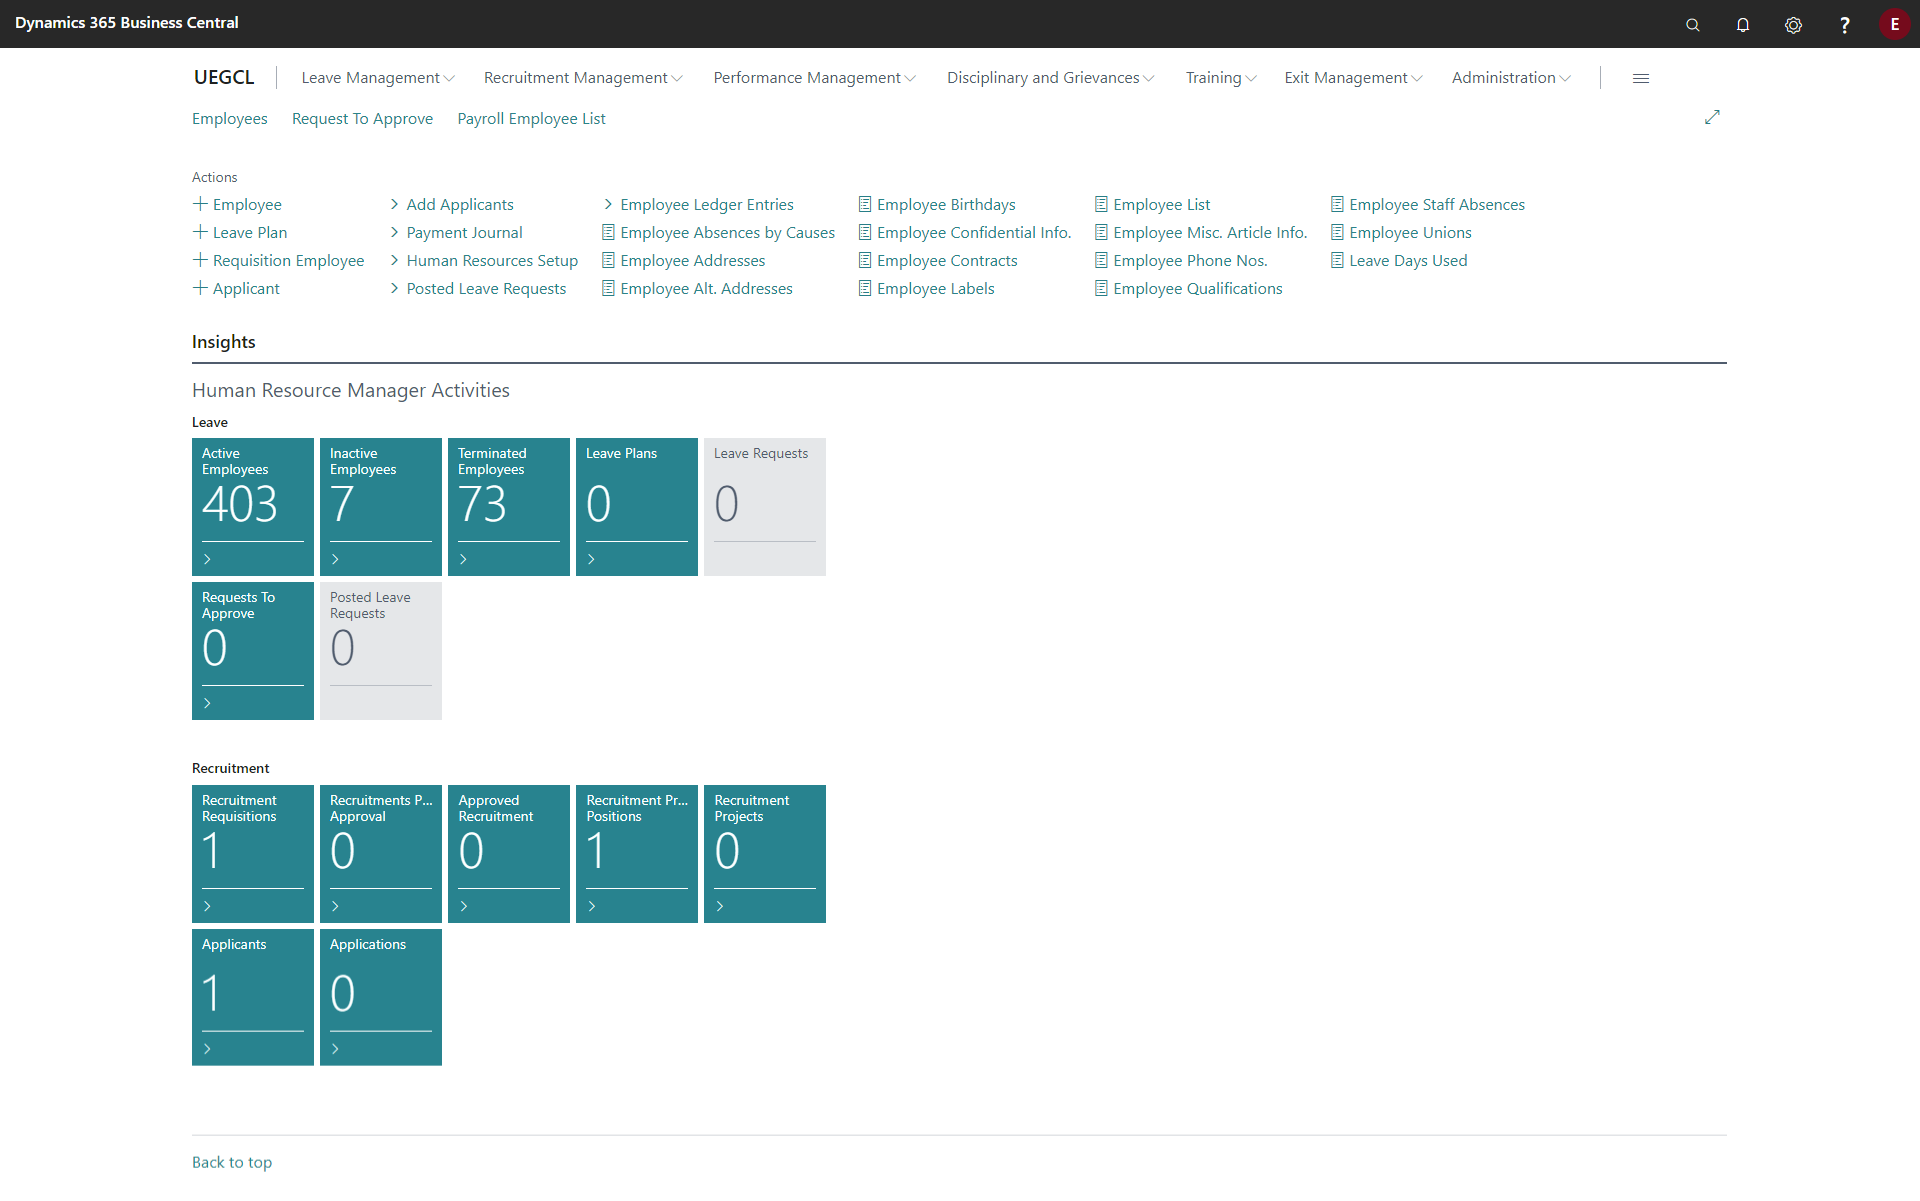 Dynamics 365 Business Central
E
UEGCL
Leave Management
Recruitment Management
Performance Management
Disciplinary and Grievances
Training
Exit Management
Administration
Employees
Request To Approve
Payroll Employee List
Actions
Employee
Add Applicants
Employee Ledger Entries
Employee Birthdays
Employee List
Employee Staff Absences
Leave Plan
Payment Journal
Employee Absences by Causes
Employee Confidential Info.
Employee Misc. Article Info.
Employee Unions
Requisition Employee
Human Resources Setup
Employee Addresses
Employee Contracts
Employee Phone Nos.
Leave Days Used
Applicant
Posted Leave Requests
Employee Alt. Addresses
Employee Labels
Employee Qualifications
Insights
Human Resource Manager Activities
Leave
Active
Employees
403
Inactive
Employees
7
Terminated
Employees
73
Leave Plans
0
Leave Requests
0
Requests To
Approve
0
Posted Leave
Requests
0
Recruitment
Recruitment
Requisitions
1
Recruitments P...
Approval
0
Approved
Recruitment
0
Recruitment Pr...
Positions
1
Recruitment
Projects
0
Applicants
1
Applications
0
Back to top